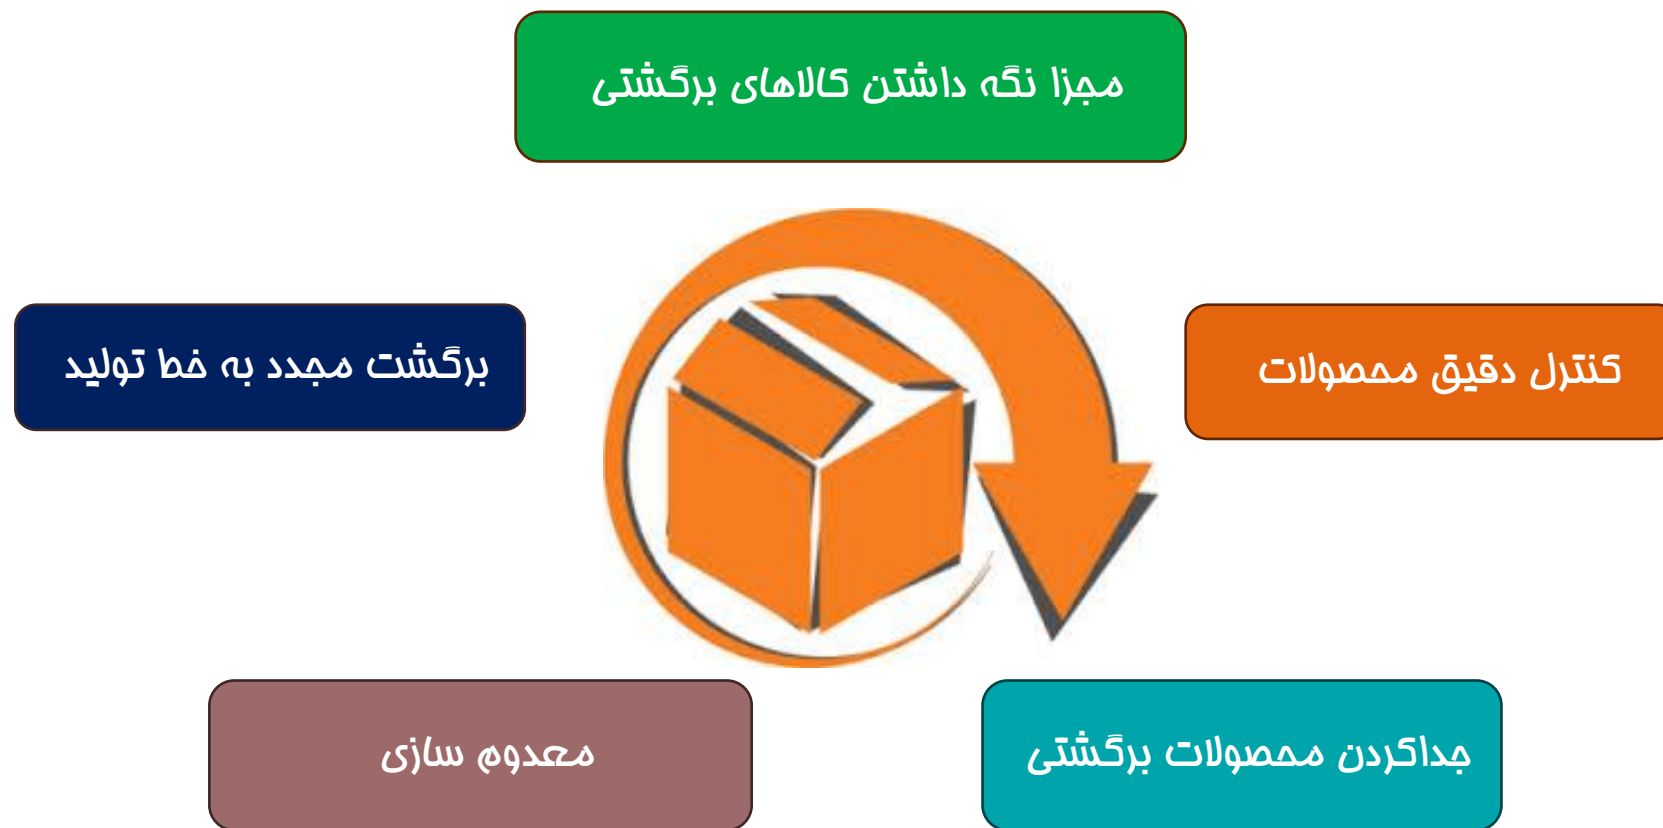 مجزا نگه داشتن کالاهای برگشتی
کنترل دقیق محصولات
برگشت مجدد به خط تولید
جداکردن محصولات برگشتی
معدوم سازی